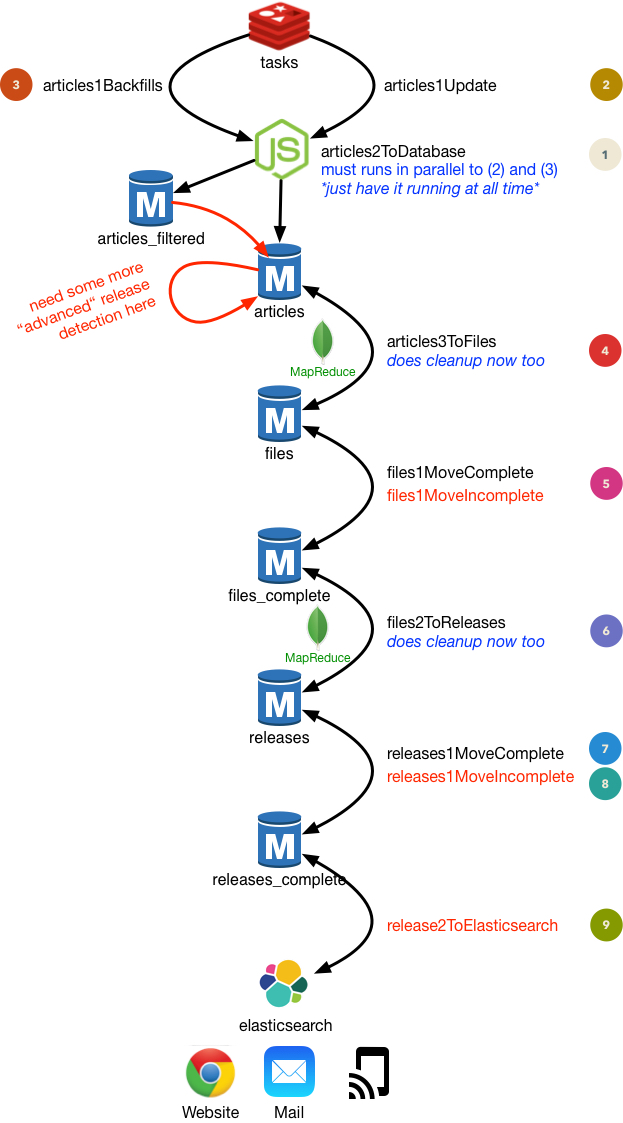 tasks
3
articles1Backfills
articles1Update
2
JS
articles2ToDatabase
must runs in parallel to (2) and (3)
*just have it running at all time*
1
M
articles_filtered
need some more
“advanced“ release
detection here
M
articles
articles3ToFiles
does cleanup now too
4
MapReduce
M
files
files1MoveComplete
files1MoveIncomplete
5
M
files_complete
files2ToReleases
does cleanup now too
6
MapReduce
M
releases
releases1MoveComplete
releases1MoveIncomplete
7
8
M
releases_complete
release2ToElasticsearch
9
elasticsearch
Website
Mail